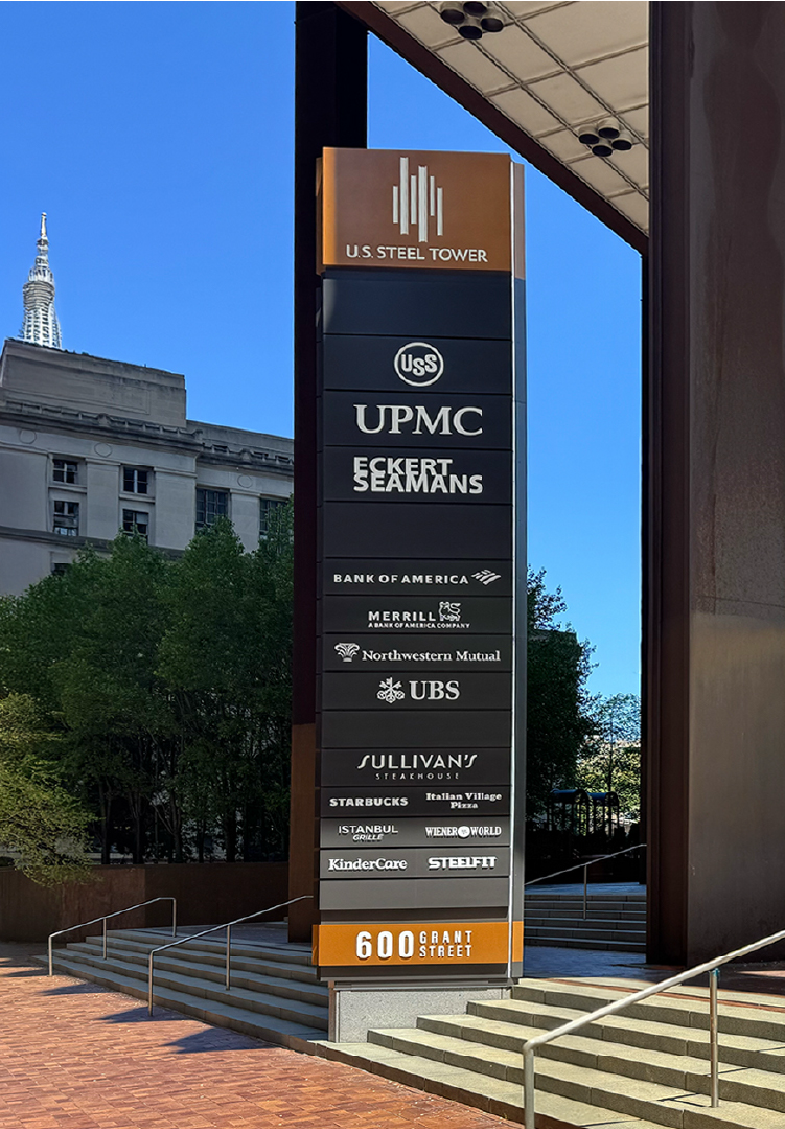 U.S. STEEL TOWER
USS
UPMC
ECKERT
SEAMANS
BANK OF AMERICA
MERRILL
A BANK OF AMERICA COMPANY
Northwestern Mutual
UBS
SULLIVAN'S
STEAKHOUSE
STARBUCKS
Italian Village
Pizza
ISTANBUL
GRILLE
WIENER WORLD
KinderCare
STEELFIT
600 GRANT
STREET